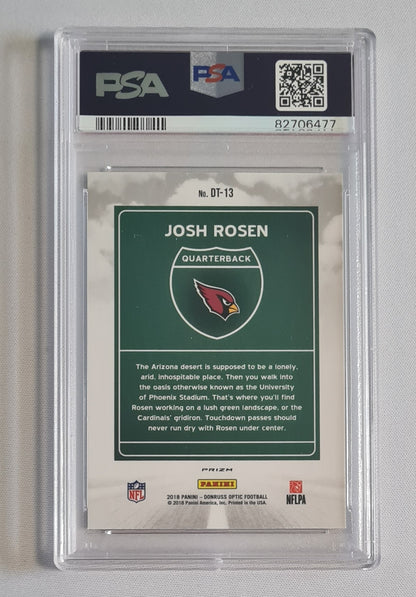 PSA
PSA
82706477
No. DT-13
JOSH ROSEN
QUARTERBACK
The Arizona desert is supposed to be a lonely,
arid, inhospitable place. Then you walk into
the oasis otherwise known as the University
of Phoenix Stadium. That's where you'll find
Rosen working on a lush green landscape, or the
Cardinals' gridiron. Touchdown passes should
never run dry with Rosen under center.
PRIZM
NFL
PANINI
NFLPA
2018 PANINI – DONRUSS OPTIC FOOTBALL
© 2018 Panini America, Inc. Printed in the USA.